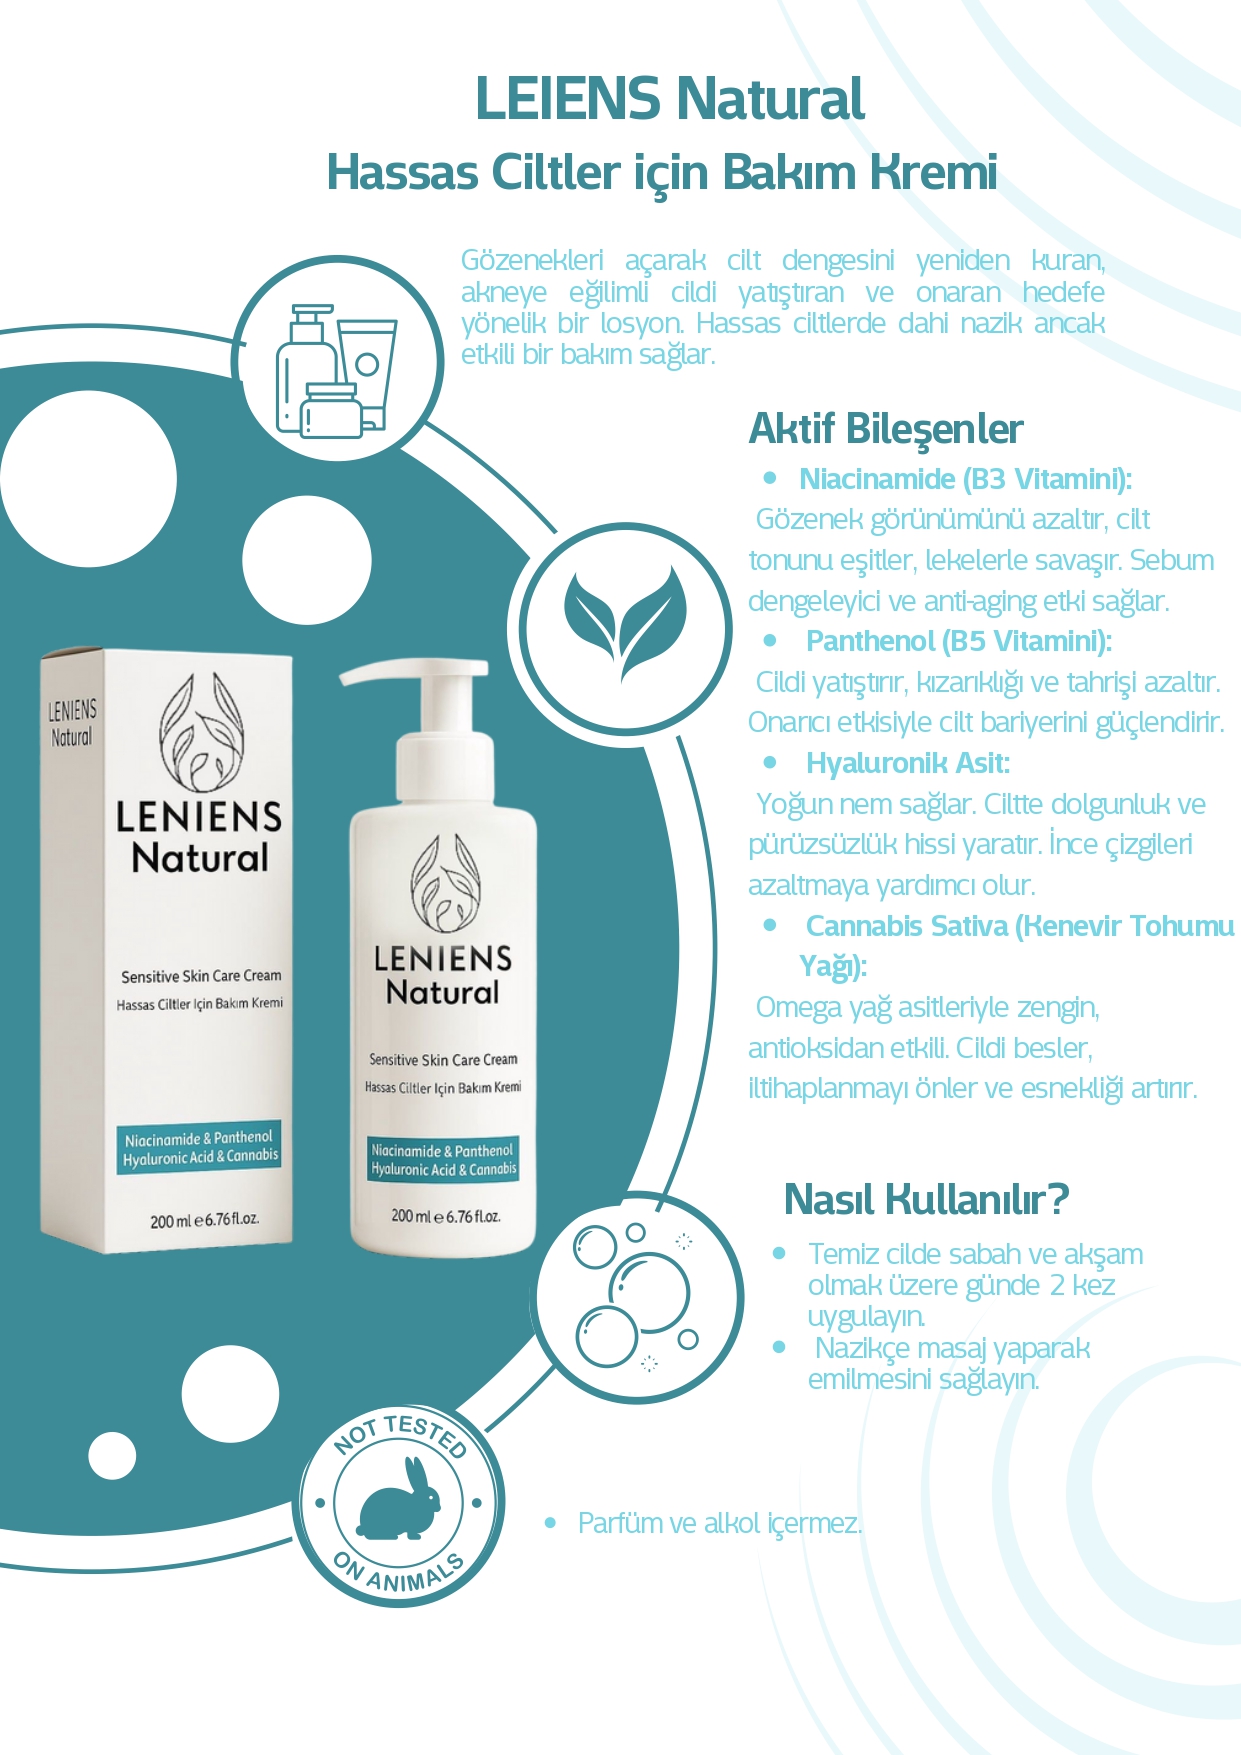 LEIENS Natural
Hassas Ciltler için Bakım Kremi
Gözenekleri açarak cilt dengesini yeniden kuran,
akneye eğilimli cildi yatıştıran ve onaran hedefe
yönelik bir losyon. Hassas ciltlerde dahi nazik ancak
etkili bir bakım sağlar.
Aktif Bileşenler
• Niacinamide (B3 Vitamini):
Gözenek görünümünü azaltır, cilt
tonunu eşitler, lekelerle savaşır. Sebum
dengeleyici ve anti-aging etki sağlar.
• Panthenol (B5 Vitamini):
Cildi yatıştırır, kızarıklığı ve tahrişi azaltır.
Onarıcı etkisiyle cilt bariyerini güçlendirir.
• Hyaluronik Asit:
Yoğun nem sağlar. Ciltte dolgunluk ve
pürüzsüzlük hissi yaratır. İnce çizgileri
azaltmaya yardımcı olur.
• Cannabis Sativa (Kenevir Tohumu
Yağı):
Omega yağ asitleriyle zengin,
antioksidan etkili. Cildi besler,
iltihaplanmayı önler ve esnekliği artırır.
Nasıl Kullanılır?
• Temiz cilde sabah ve akşam
olmak üzere günde 2 kez
uygulayın.
• Nazikçe masaj yaparak
emilmesini sağlayın.
• Parfüm ve alkol içermez.
LENIENS
Natural
LENIENS
Natural
Sensitive Skin Care Cream
Hassas Ciltler Için Bakım Kremi
Niacinamide & Panthenol
Hyaluronic Acid & Cannabis
200 ml e 6.76 fl.oz.
LENIENS
Natural
Sensitive Skin Care Cream
Hassas Ciltler Için Bakım Kremi
Niacinamide & Panthenol
Hyaluronic Acid & Cannabis
200 ml e 6.76 fl.oz.
NOT TESTED
ON ANIMALS